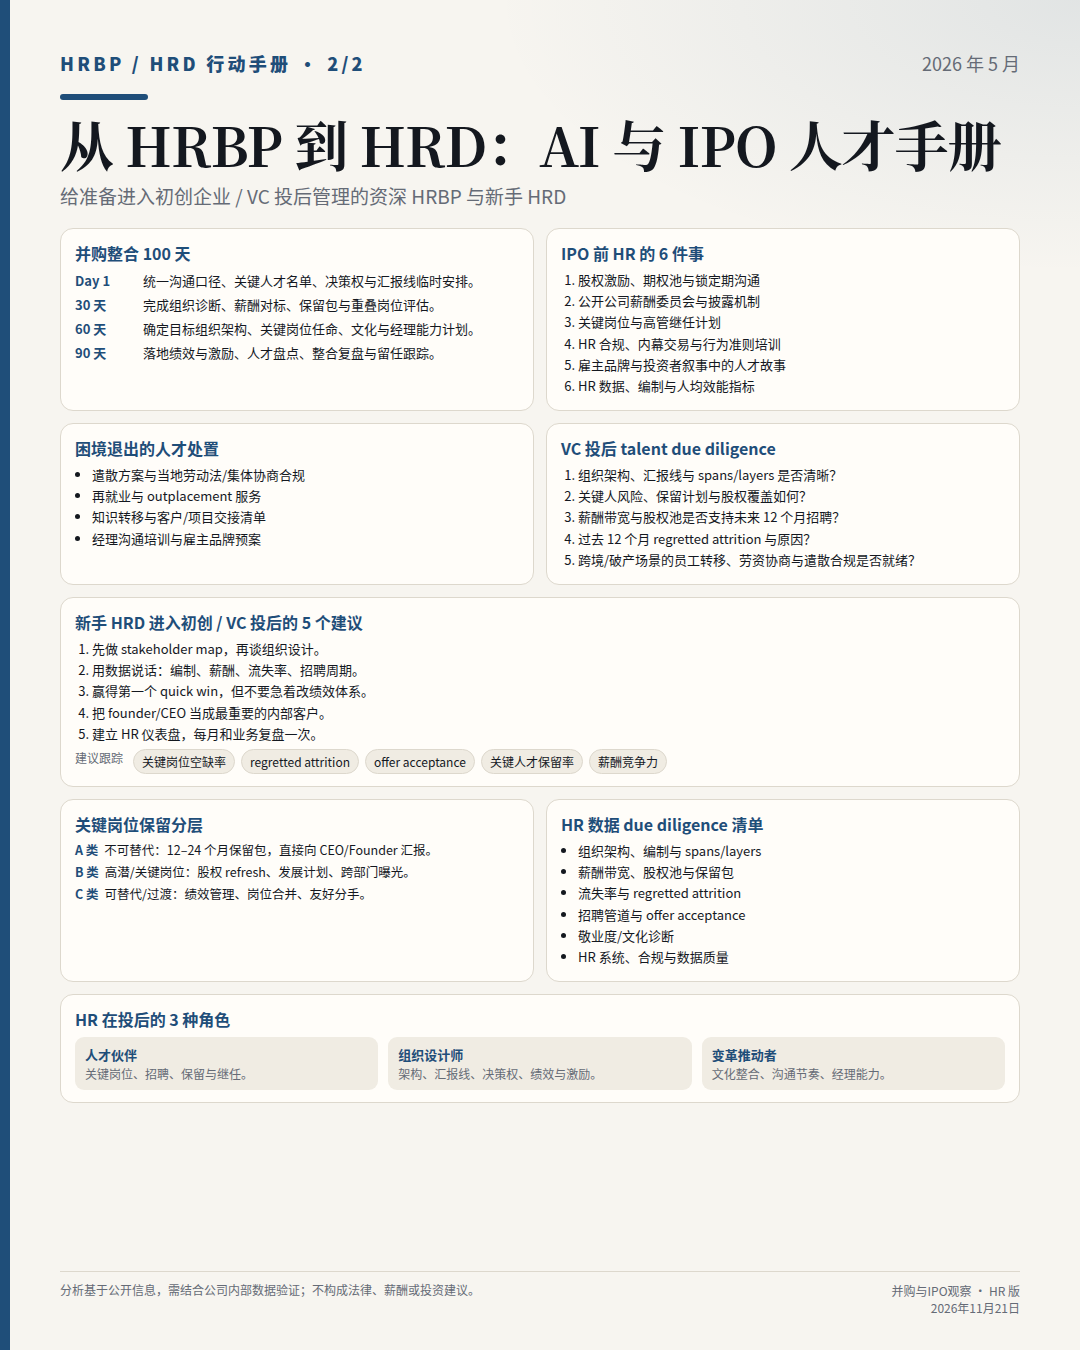 HRBP / HRD 行动手册 · 2/2
2026 年 5 月
从 HRBP 到 HRD：AI 与 IPO 人才手册
给准备进入初创企业 / VC 投后管理的资深 HRBP 与新手 HRD
并购整合 100 天
Day 1 统一沟通口径、关键人才名单、决策权与汇报线临时安排。
30 天 完成组织诊断、薪酬对标、保留包与重叠岗位评估。
60 天 确定目标组织架构、关键岗位任命、文化与经理能力计划。
90 天 落地绩效与激励、人才盘点、整合复盘与留任跟踪。
IPO 前 HR 的 6 件事
1. 股权激励、期权池与锁定期沟通
2. 公开公司薪酬委员会与披露机制
3. 关键岗位与高管继任计划
4. HR 合规、内幕交易与行为准则培训
5. 雇主品牌与投资者叙事中的人才故事
6. HR 数据、编制与人均效能指标
困境退出的人才处置
• 遣散方案与当地劳动法/集体协商合规
• 再就业与 outplacement 服务
• 知识转移与客户/项目交接清单
• 经理沟通培训与雇主品牌预案
VC 投后 talent due diligence
1. 组织架构、汇报线与 spans/layers 是否清晰？
2. 关键人风险、保留计划与股权覆盖如何？
3. 薪酬带宽与股权池是否支持未来 12 个月招聘？
4. 过去 12 个月 regretted attrition 与原因？
5. 跨境/破产场景的员工转移、劳资协商与遣散合规是否就绪？
新手 HRD 进入初创 / VC 投后的 5 个建议
1. 先做 stakeholder map，再谈组织设计。
2. 用数据说话：编制、薪酬、流失率、招聘周期。
3. 赢得第一个 quick win，但不要急着改绩效体系。
4. 把 founder/CEO 当成最重要的内部客户。
5. 建立 HR 仪表盘，每月和业务复盘一次。
建议跟踪 关键岗位空缺率 regretted attrition offer acceptance 关键人才保留率 薪酬竞争力
关键岗位保留分层
A 类 不可替代：12–24 个月保留包，直接向 CEO/Founder 汇报。
B 类 高潜/关键岗位：股权 refresh、发展计划、跨部门曝光。
C 类 可替代/过渡：绩效管理、岗位合并、友好分手。
HR 数据 due diligence 清单
• 组织架构、编制与 spans/layers
• 薪酬带宽、股权池与保留包
• 流失率与 regretted attrition
• 招聘管道与 offer acceptance
• 敬业度/文化诊断
• HR 系统、合规与数据质量
HR 在投后的 3 种角色
人才伙伴
关键岗位、招聘、保留与继任。
组织设计师
架构、汇报线、决策权、绩效与激励。
变革推动者
文化整合、沟通节奏、经理能力。
分析基于公开信息，需结合公司内部数据验证；不构成法律、薪酬或投资建议。
并购与IPO观察 · HR 版
2026年11月21日